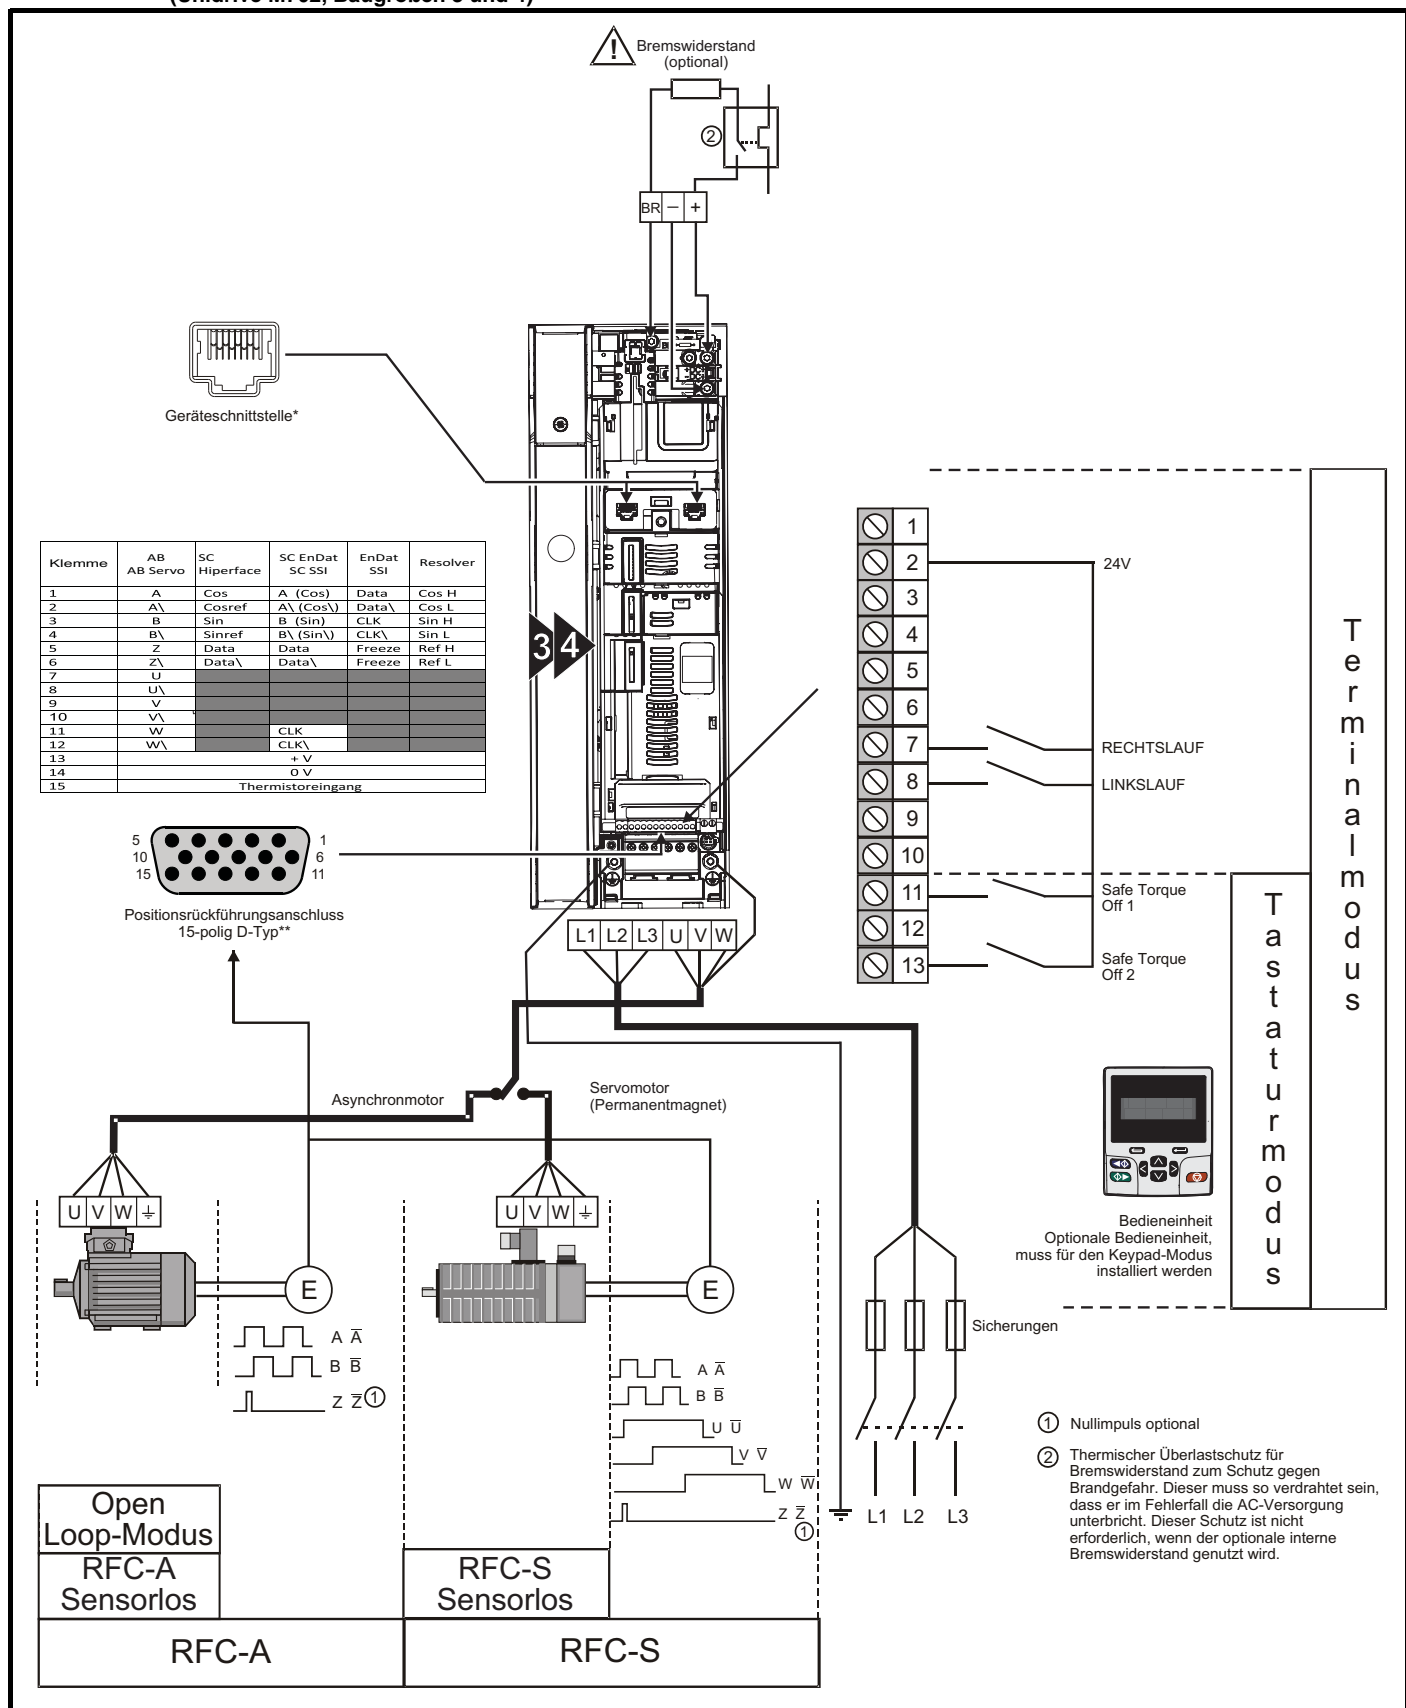 Bremswiderstand
(optional)
2
BR − +
Geräteschnittstelle*
Klemme AB AB Servo SC Hiperface SC EnDat SC SSI EnDat SSI Resolver
1 A Cos A (Cos) Data Cos H
2 A\ Cosref A\ (Cos\) Data\ Cos L
3 B Sin B (Sin) CLK Sin H
4 B\ Sinref B\ (Sin\) CLK\ Sin L
5 Z Data Data Freeze Ref H
6 Z\ Data\ Data\ Freeze Ref L
7 U
8 U\
9 V
10 V\
11 W CLK
12 W\ CLK\
13 + V
14 0 V
15 Thermistoreingang
3 4
5 1
10 6
15 11
Positionsrückführungsanschluss
15-polig D-Typ**
L1 L2 L3 U V W
1
2 24V
3
4
5
6
7 RECHTSLAUF
8 LINKSLAUF
9
10
11 Safe Torque
Off 1
12
13 Safe Torque
Off 2
Terminalmodus
Tastaturmodus
Asynchronmotor
Servomotor
(Permanentmagnet)
U V W
U V W
E
E
A A̅
B B̅
Z Z̅ 1
A A̅
B B̅
U U̅
V V̅
W W̅
Z Z̅
1
Bedieneinheit
Optionale Bedieneinheit,
muss für den Keypad-Modus
installiert werden
Sicherungen
L1 L2 L3
1 Nullimpuls optional
2 Thermischer Überlastschutz für
Bremswiderstand zum Schutz gegen
Brandgefahr. Dieser muss so verdrahtet sein,
dass er im Fehlerfall die AC-Versorgung
unterbricht. Dieser Schutz ist nicht
erforderlich, wenn der optionale interne
Bremswiderstand genutzt wird.
Open
Loop-Modus
RFC-A
Sensorlos
RFC-S
Sensorlos
RFC-A
RFC-S